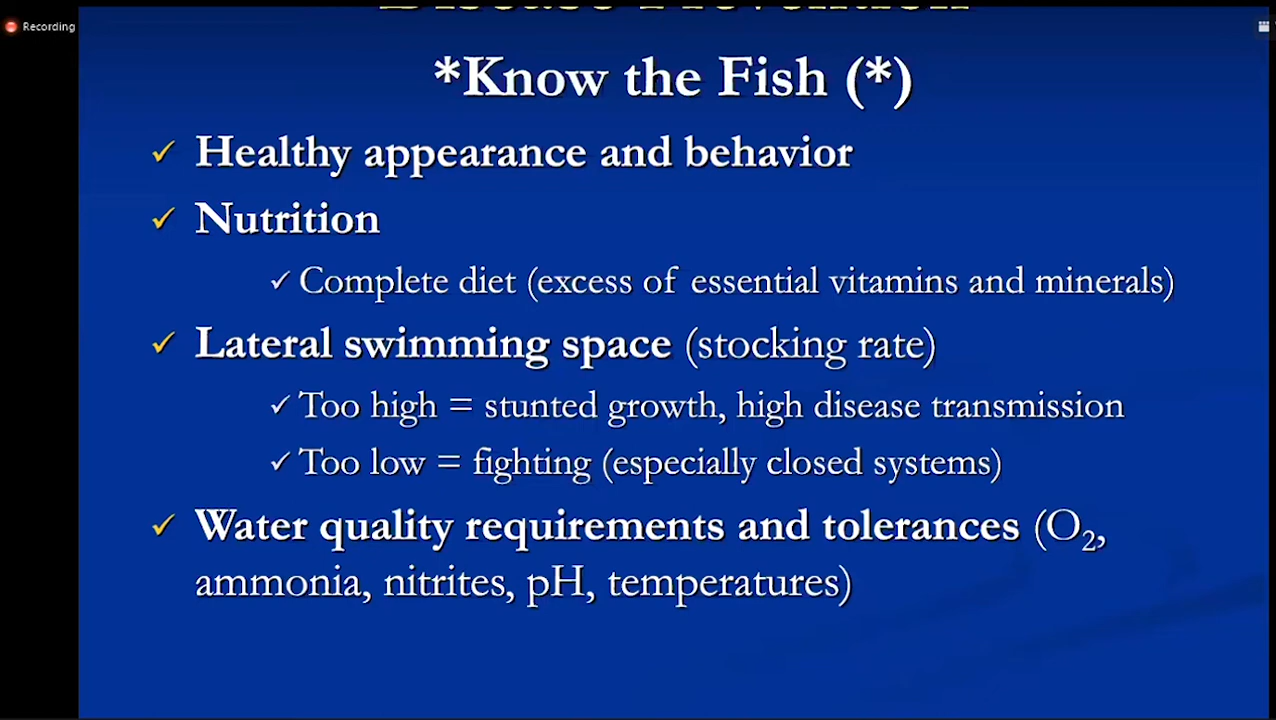 Recording
Disease Prevention
*Know the Fish (*)
✓ Healthy appearance and behavior
✓ Nutrition
✓ Complete diet (excess of essential vitamins and minerals)
✓ Lateral swimming space (stocking rate)
✓ Too high = stunted growth, high disease transmission
✓ Too low = fighting (especially closed systems)
✓ Water quality requirements and tolerances (O₂,
ammonia, nitrites, pH, temperatures)